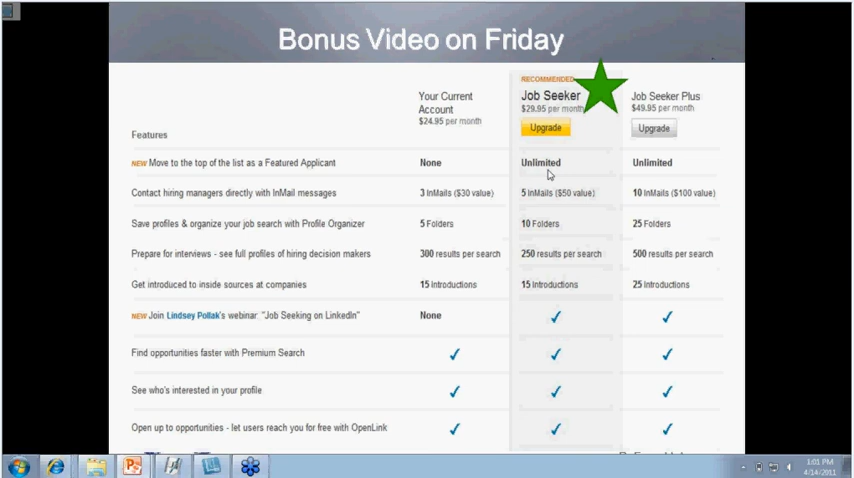 Bonus Video on Friday
RECOMMENDED
Your Current
Account
$24.95 per month
Job Seeker
$29.95 per month
Upgrade
Job Seeker Plus
$49.95 per month
Upgrade
Features
NEW Move to the top of the list as a Featured Applicant None Unlimited Unlimited
Contact hiring managers directly with InMail messages 3 InMails ($30 value) 5 InMails ($50 value) 10 InMails ($100 value)
Save profiles & organize your job search with Profile Organizer 5 Folders 10 Folders 25 Folders
Prepare for interviews - see full profiles of hiring decision makers 300 results per search 250 results per search 500 results per search
Get introduced to inside sources at companies 15 Introductions 15 Introductions 25 Introductions
NEW Join Lindsey Pollak's webinar "Job Seeking on LinkedIn" None
Find opportunities faster with Premium Search
See who's interested in your profile
Open up to opportunities - let users reach you for free with OpenLink
1:01 PM
4/14/2011